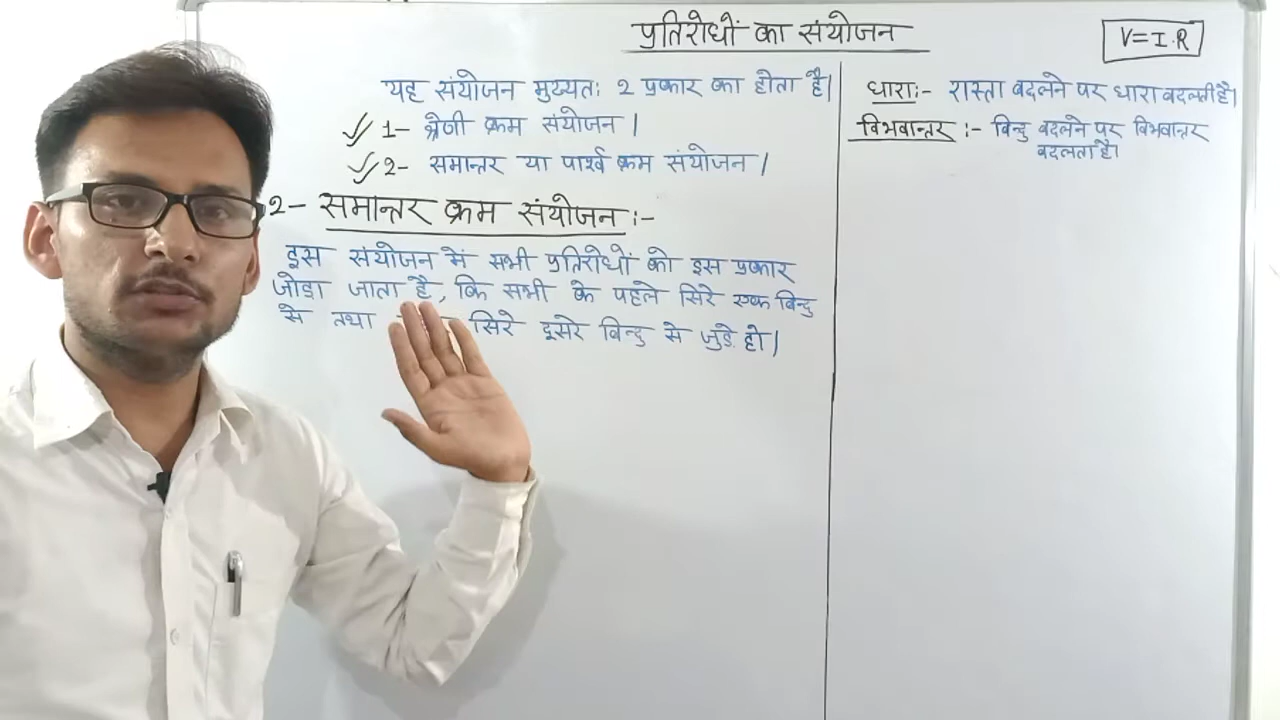 प्रतिरोधों का संयोजन
V=I.R
यह संयोजन मुख्यतः 2 प्रकार का होता है।
1- श्रेणी क्रम संयोजन।
2- समान्तर या पार्श्व क्रम संयोजन।
2- समान्तर क्रम संयोजन:-
इस संयोजन में सभी प्रतिरोधों को इस प्रकार
जोडा जाता है, कि सभी के पहले सिरे एक बिन्दु
से तथा सिरे दूसरे बिन्दु से जुडे हो।
धारा:- रास्ता बदलने पर धारा बदलती है।
विभवान्तर :- बिन्दु बदलने पर विभवान्तर
बदलता है।